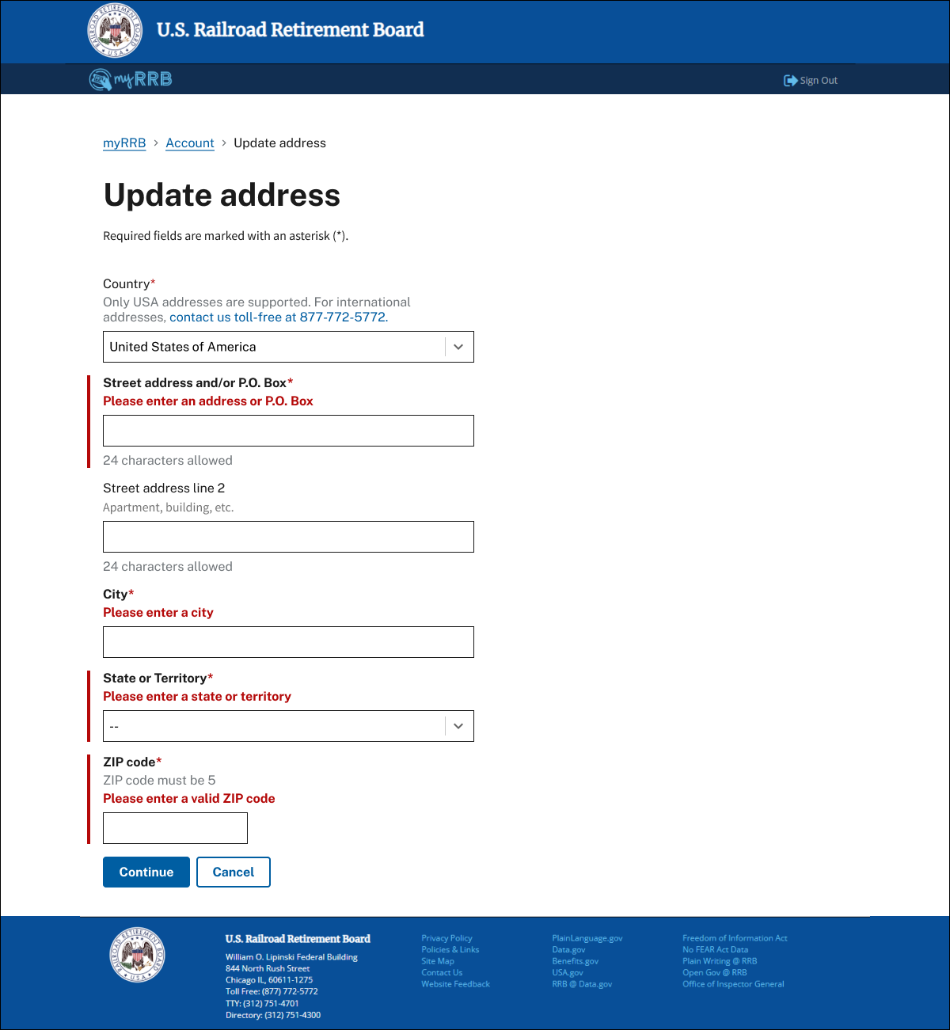 U.S. Railroad Retirement Board
myRRB
Sign Out
myRRB > Account > Update address
Update address
Required fields are marked with an asterisk (*).
Country*
Only USA addresses are supported. For international
addresses, contact us toll-free at 877-772-5772.
United States of America
Street address and/or P.O. Box*
Please enter an address or P.O. Box
24 characters allowed
Street address line 2
Apartment, building, etc.
24 characters allowed
City*
Please enter a city
State or Territory*
Please enter a state or territory
--
ZIP code*
ZIP code must be 5
Please enter a valid ZIP code
Continue
Cancel
U.S. Railroad Retirement Board
William O. Lipinski Federal Building
844 North Rush Street
Chicago IL, 60611-1275
Toll Free: (877) 772-5772
TTY: (312) 751-4701
Directory: (312) 751-4300
Privacy Policy
Policies & Links
Site Map
Contact Us
Website Feedback
PlainLanguage.gov
Data.gov
Benefits.gov
USA.gov
RRB @ Data.gov
Freedom of Information Act
No FEAR Act Data
Plain Writing @ RRB
Open Gov @ RRB
Office of Inspector General